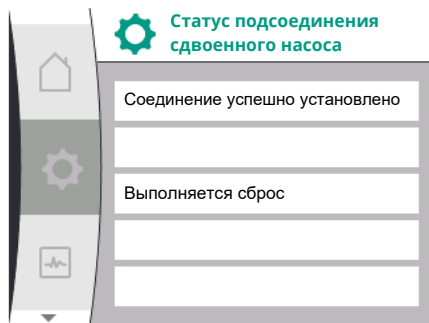 Статус подсоединения
сдвоенного насоса
Соединение успешно установлено
Выполняется сброс